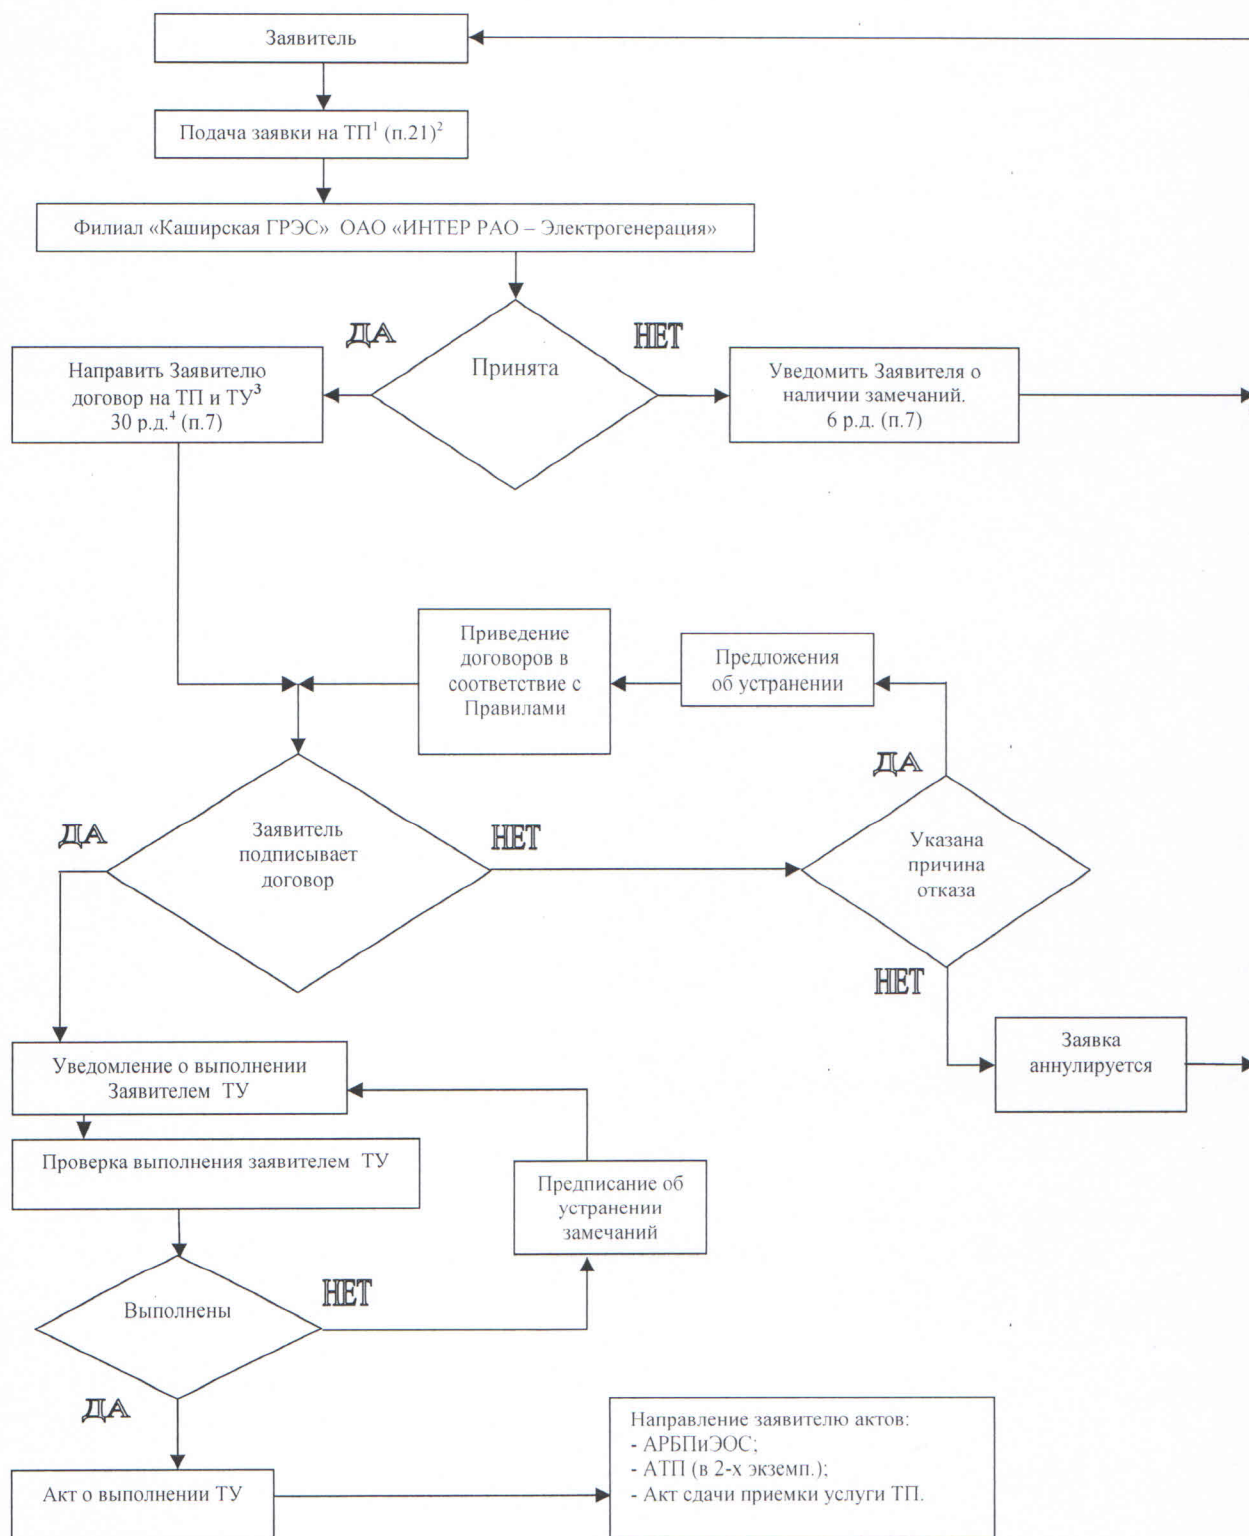 Заявитель
Подача заявки на ТП¹ (п.21)²
Филиал «Каширская ГРЭС» ОАО «ИНТЕР РАО – Электрогенерация»
ДА
НЕТ
Принята
Направить Заявителю
договор на ТП и ТУ³
30 р.д.⁴ (п.7)
Уведомить Заявителя о
наличии замечаний.
6 р.д. (п.7)
Приведение
договоров в
соответствие с
Правилами
Предложения
об устранении
ДА
ДА
Заявитель
подписывает
договор
НЕТ
Указана
причина
отказа
НЕТ
Заявка
аннулируется
Уведомление о выполнении
Заявителем ТУ
Проверка выполнения заявителем ТУ
Предписание об
устранении
замечаний
Выполнены
НЕТ
ДА
Акт о выполнении ТУ
Направление заявителю актов:
- АРБПиЭОС;
- АТП (в 2-х экземп.);
- Акт сдачи приемки услуги ТП.